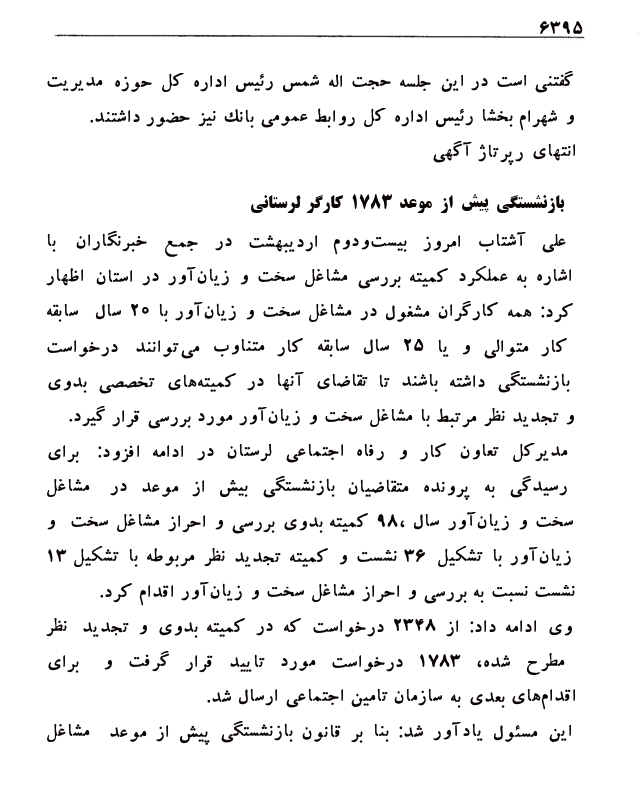 ۶۳۹۵
گفتنی است در این جلسه حجت اله شمس رئیس اداره کل حوزه مدیریت
و شهرام بخشا رئیس اداره کل روابط عمومی بانك نیز حضور داشتند.
انتهای رپرتاژ آگهی
بازنشستگی پیش از موعد ۱۷۸۳ کارگر لرستانی
علی آشتاب امروز بیست‌ودوم اردیبهشت در جمع خبرنگاران با
اشاره به عملکرد کمیته بررسی مشاغل سخت و زیان‌آور در استان اظهار
کرد: همه کارگران مشغول در مشاغل سخت و زیان‌آور با ۲۰ سال سابقه
کار متوالی و یا ۲۵ سال سابقه کار متناوب می‌توانند درخواست
بازنشستگی داشته باشند تا تقاضای آنها در کمیته‌های تخصصی بدوی
و تجدید نظر مرتبط با مشاغل سخت و زیان‌آور مورد بررسی قرار گیرد.
مدیرکل تعاون کار و رفاه اجتماعی لرستان در ادامه افزود: برای
رسیدگی به پرونده متقاضیان بازنشستگی بیش از موعد در مشاغل
سخت و زیان‌آور سال ،۹۸ کمیته بدوی بررسی و احراز مشاغل سخت و
زیان‌آور با تشکیل ۳۶ نشست و کمیته تجدید نظر مربوطه با تشکیل ۱۳
نشست نسبت به بررسی و احراز مشاغل سخت و زیان‌آور اقدام کرد.
وی ادامه داد: از ۲۳۴۸ درخواست که در کمیته بدوی و تجدید نظر
مطرح شده، ۱۷۸۳ درخواست مورد تایید قرار گرفت و برای
اقدام‌های بعدی به سازمان تامین اجتماعی ارسال شد.
این مسئول یادآور شد: بنا بر قانون بازنشستگی پیش از موعد مشاغل